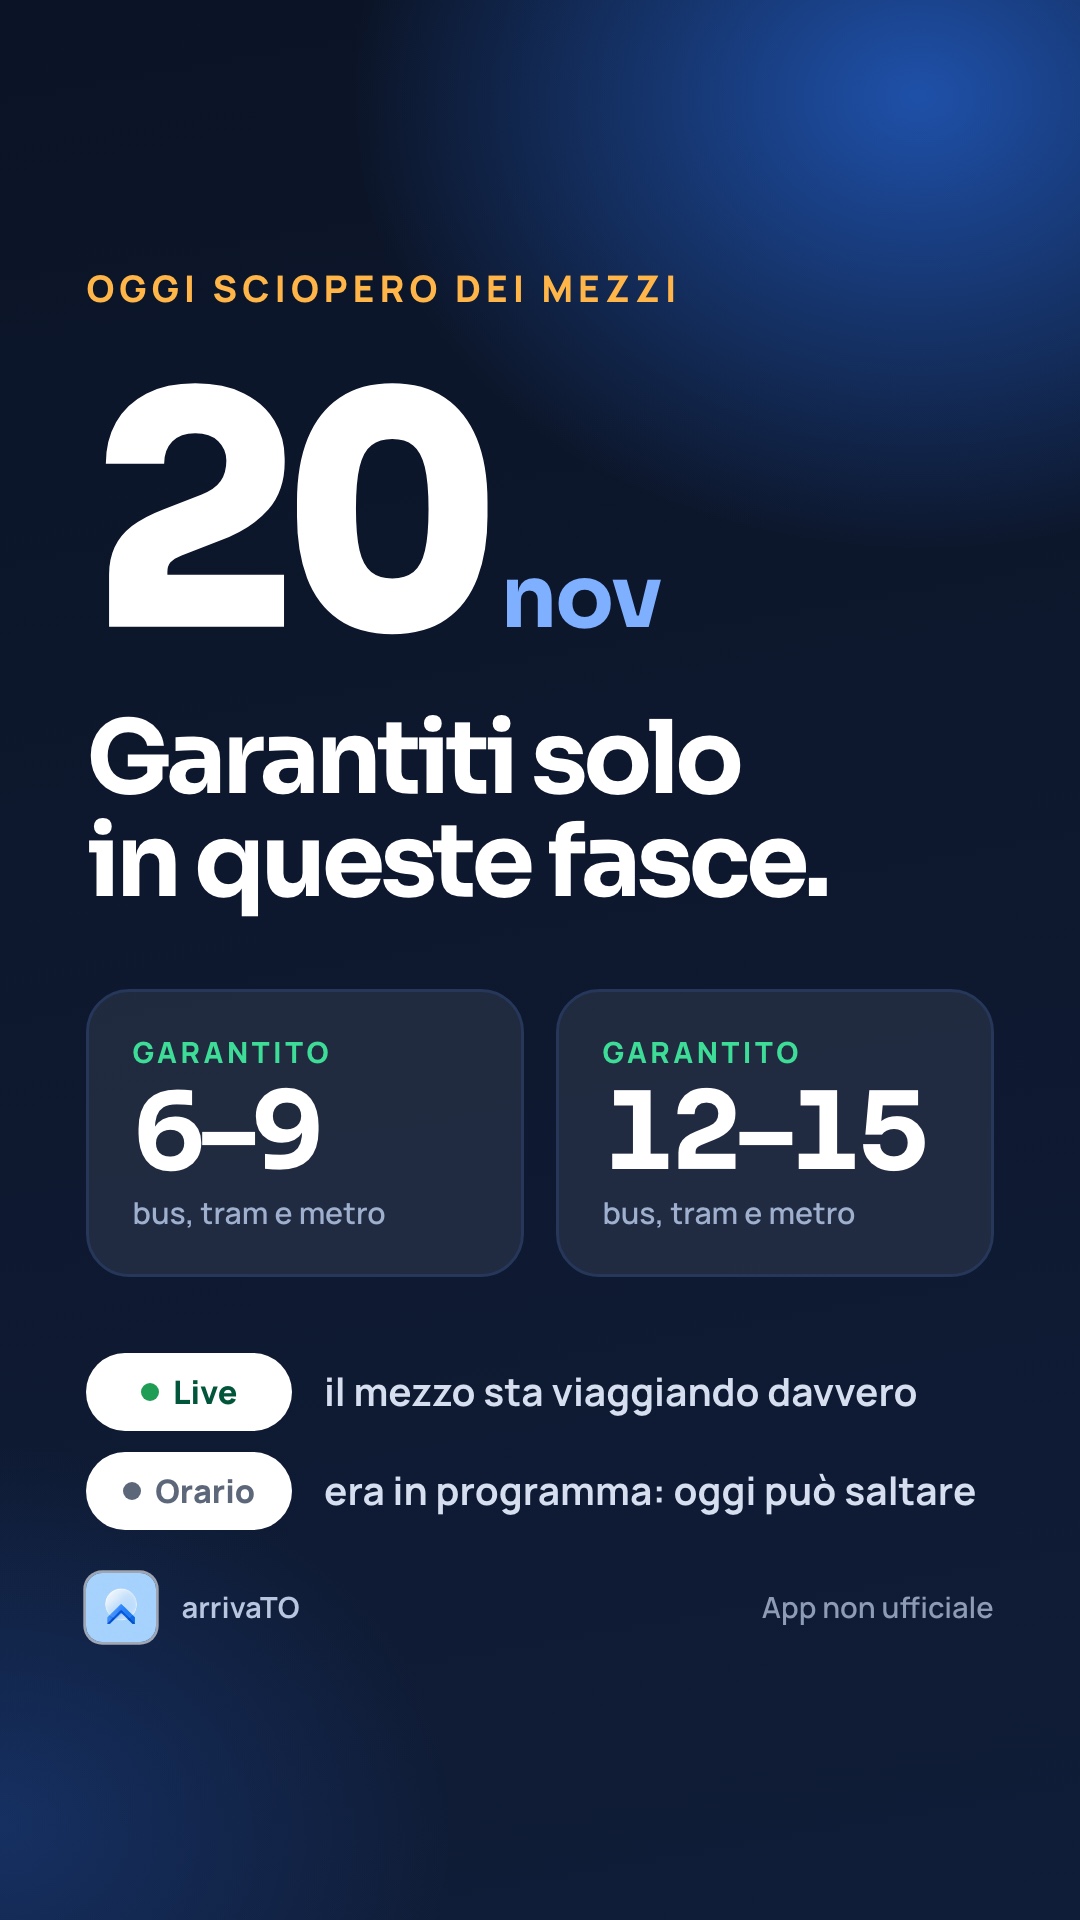 OGGI SCIOPERO DEI MEZZI
20 nov
Garantiti solo
in queste fasce.
GARANTITO
6–9
bus, tram e metro
GARANTITO
12–15
bus, tram e metro
Live
il mezzo sta viaggiando davvero
Orario
era in programma: oggi può saltare
arrivaTO
App non ufficiale